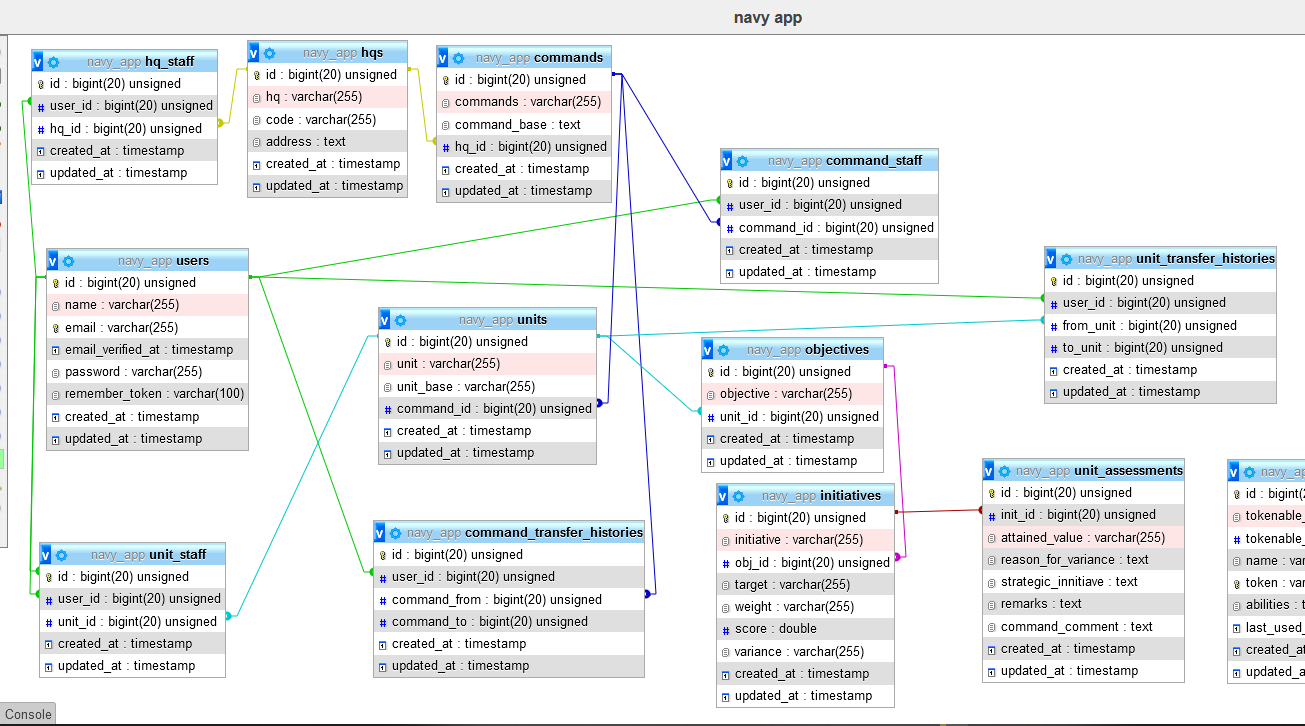 navy app
navy_app hq_staff
id : bigint(20) unsigned
user_id : bigint(20) unsigned
hq_id : bigint(20) unsigned
created_at : timestamp
updated_at : timestamp
navy_app hqs
id : bigint(20) unsigned
hq : varchar(255)
code : varchar(255)
address : text
created_at : timestamp
updated_at : timestamp
navy_app commands
id : bigint(20) unsigned
commands : varchar(255)
command_base : text
hq_id : bigint(20) unsigned
created_at : timestamp
updated_at : timestamp
navy_app command_staff
id : bigint(20) unsigned
user_id : bigint(20) unsigned
command_id : bigint(20) unsigned
created_at : timestamp
updated_at : timestamp
navy_app users
id : bigint(20) unsigned
name : varchar(255)
email : varchar(255)
email_verified_at : timestamp
password : varchar(255)
remember_token : varchar(100)
created_at : timestamp
updated_at : timestamp
navy_app units
id : bigint(20) unsigned
unit : varchar(255)
unit_base : varchar(255)
command_id : bigint(20) unsigned
created_at : timestamp
updated_at : timestamp
navy_app objectives
id : bigint(20) unsigned
objective : varchar(255)
unit_id : bigint(20) unsigned
created_at : timestamp
updated_at : timestamp
navy_app unit_transfer_histories
id : bigint(20) unsigned
user_id : bigint(20) unsigned
from_unit : bigint(20) unsigned
to_unit : bigint(20) unsigned
created_at : timestamp
updated_at : timestamp
navy_app unit_staff
id : bigint(20) unsigned
user_id : bigint(20) unsigned
unit_id : bigint(20) unsigned
created_at : timestamp
updated_at : timestamp
navy_app command_transfer_histories
id : bigint(20) unsigned
user_id : bigint(20) unsigned
command_from : bigint(20) unsigned
command_to : bigint(20) unsigned
created_at : timestamp
updated_at : timestamp
navy_app initiatives
id : bigint(20) unsigned
initiative : varchar(255)
obj_id : bigint(20) unsigned
target : varchar(255)
weight : varchar(255)
score : double
variance : varchar(255)
created_at : timestamp
updated_at : timestamp
navy_app unit_assessments
id : bigint(20) unsigned
init_id : bigint(20) unsigned
attained_value : varchar(255)
reason_for_variance : text
strategic_innitiave : text
remarks : text
command_comment : text
created_at : timestamp
updated_at : timestamp
navy_ap
id : bigint(
tokenable_
tokenable_
name : var
token : var
abilities : t
last_used_
created_at
updated_a
Console